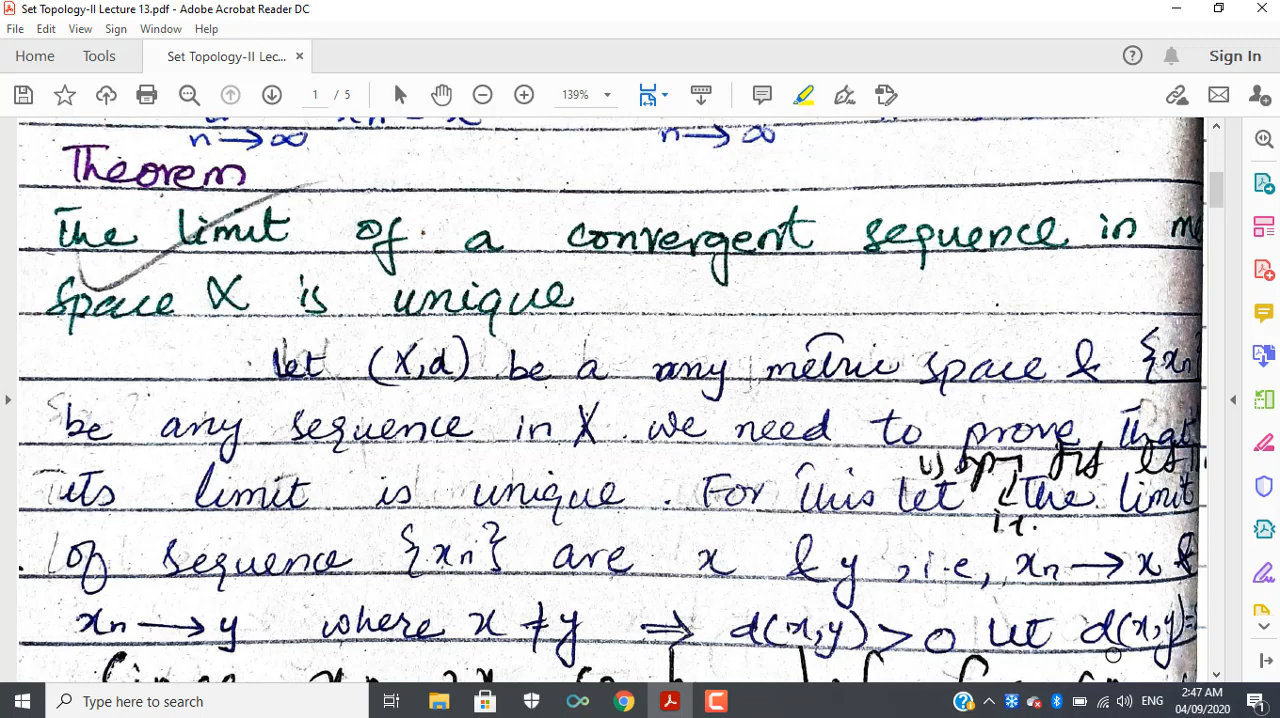 Set Topology-II Lecture 13.pdf - Adobe Acrobat Reader DC
File Edit View Sign Window Help
Home Tools Set Topology-II Lec... × Sign In
1 / 5 139%
n → ∞ n → ∞
Theorem
The limit of a convergent sequence in me
space X is unique
let (X,d) be a any metric space & {xn}
be any sequence in X. we need to prove that
its limit is unique. For this let the limit
of sequence {xn} are x & y, i.e, xn → x &
xn → y where x ≠ y ⇒ d(x,y) > 0 let d(x,y)=
Type here to search
ENG 2:47 AM
04/09/2020